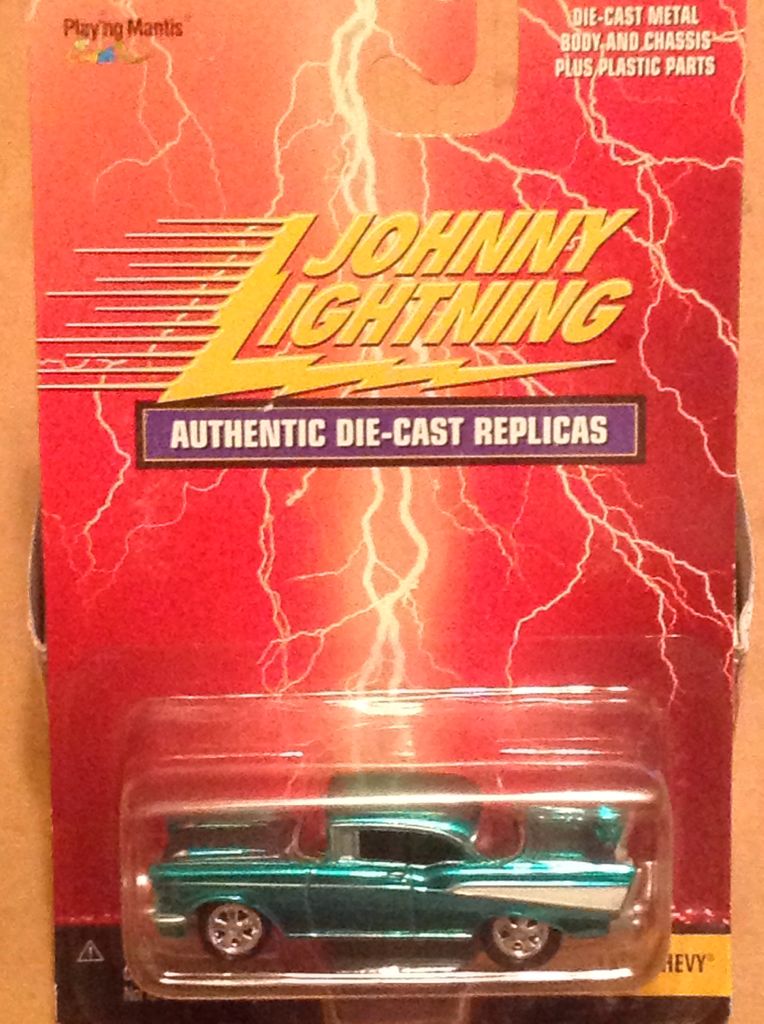 Playing Mantis
DIE-CAST METAL
BODY AND CHASSIS
PLUS PLASTIC PARTS
JOHNNY
LIGHTNING
AUTHENTIC DIE-CAST REPLICAS
HEVY®